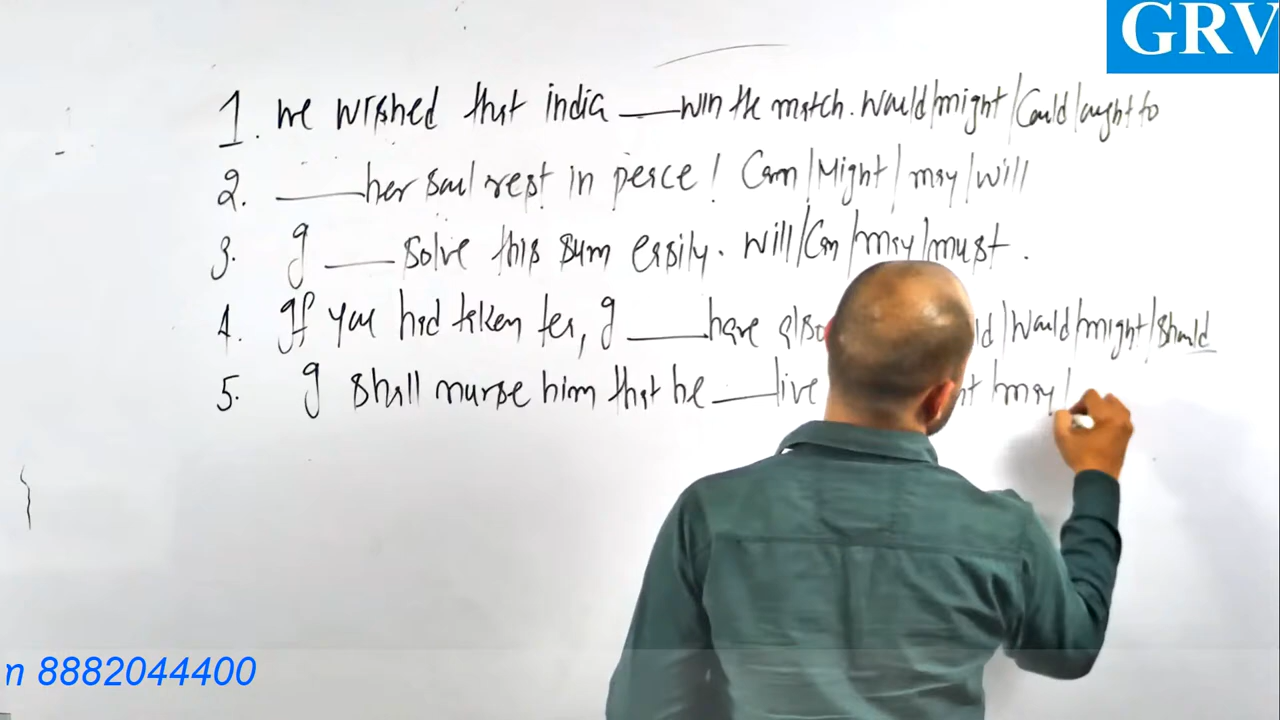 GRV
1. we wished that india ___ win the match. would/might/Could/ought to
2. ___ her soul rest in peace! Can/Might/may/will
3. I ___ solve this sum easily. Will/Can/may/must.
4. If you had taken tea, I ___ have also /would/might/should
5. I shall nurse him that he ___ live may/
8882044400